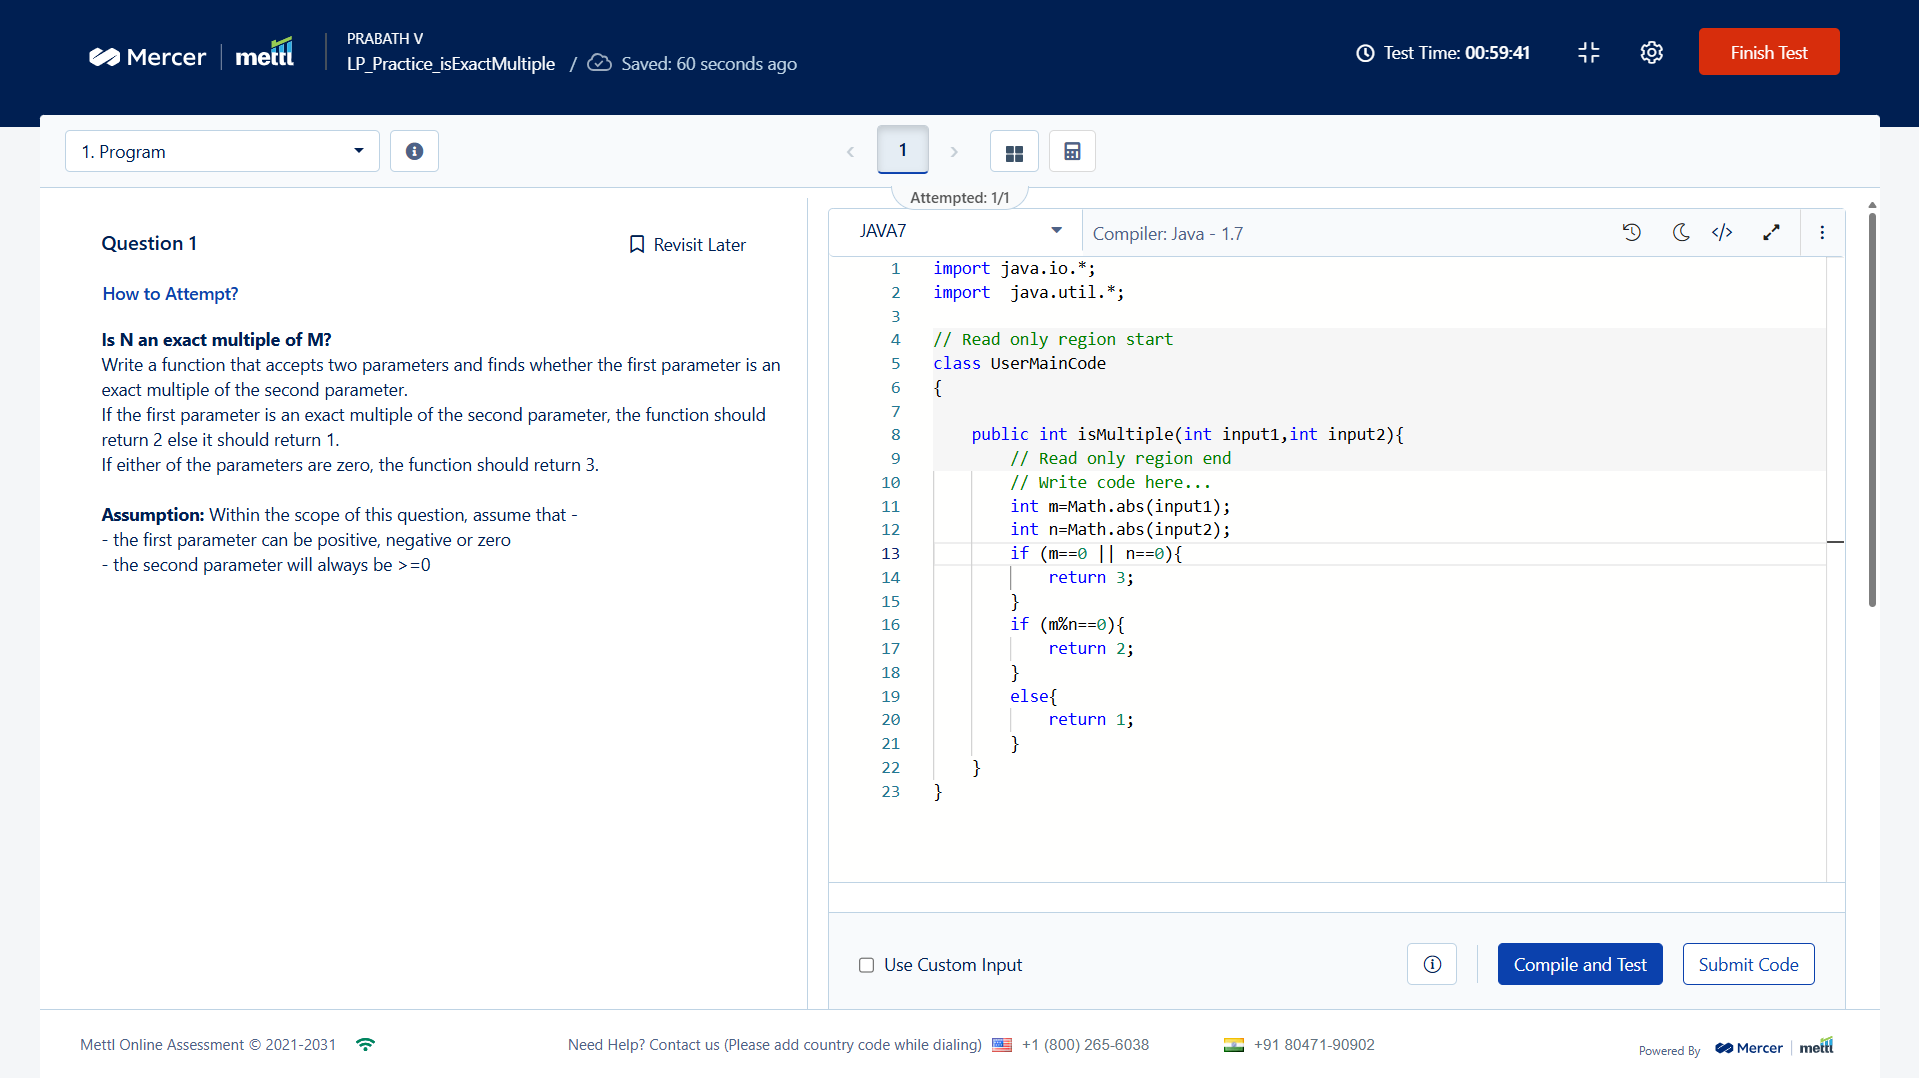 Mercer | mettl
PRABATH V
LP_Practice_isExactMultiple / Saved: 60 seconds ago
Test Time: 00:59:41
Finish Test
1. Program
1
Attempted: 1/1
Question 1
Revisit Later
How to Attempt?
Is N an exact multiple of M?
Write a function that accepts two parameters and finds whether the first parameter is an
exact multiple of the second parameter.
If the first parameter is an exact multiple of the second parameter, the function should
return 2 else it should return 1.
If either of the parameters are zero, the function should return 3.
Assumption: Within the scope of this question, assume that -
- the first parameter can be positive, negative or zero
- the second parameter will always be >=0
JAVA7
Compiler: Java - 1.7
1 import java.io.*;
2 import  java.util.*;
3
4 // Read only region start
5 class UserMainCode
6 {
7
8     public int isMultiple(int input1,int input2){
9         // Read only region end
10         // Write code here...
11         int m=Math.abs(input1);
12         int n=Math.abs(input2);
13         if (m==0 || n==0){
14             return 3;
15         }
16         if (m%n==0){
17             return 2;
18         }
19         else{
20             return 1;
21         }
22     }
23 }
Use Custom Input
Compile and Test
Submit Code
Mettl Online Assessment © 2021-2031
Need Help? Contact us (Please add country code while dialing) +1 (800) 265-6038
+91 80471-90902
Powered By Mercer | mettl